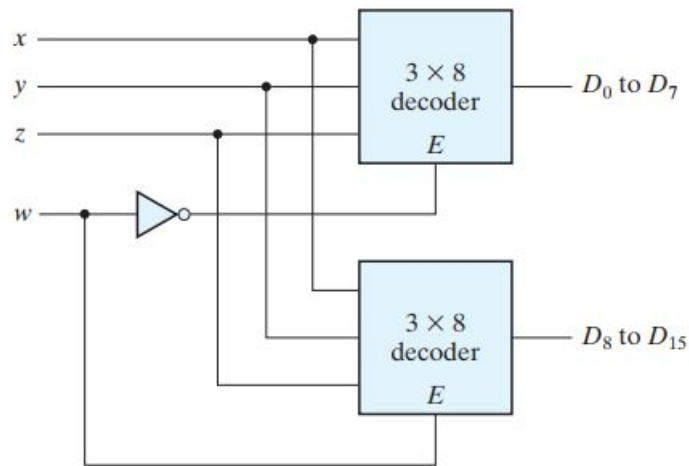 x
y
z
w
3 × 8
decoder
E
D₀ to D₇
3 × 8
decoder
E
D₈ to D₁₅